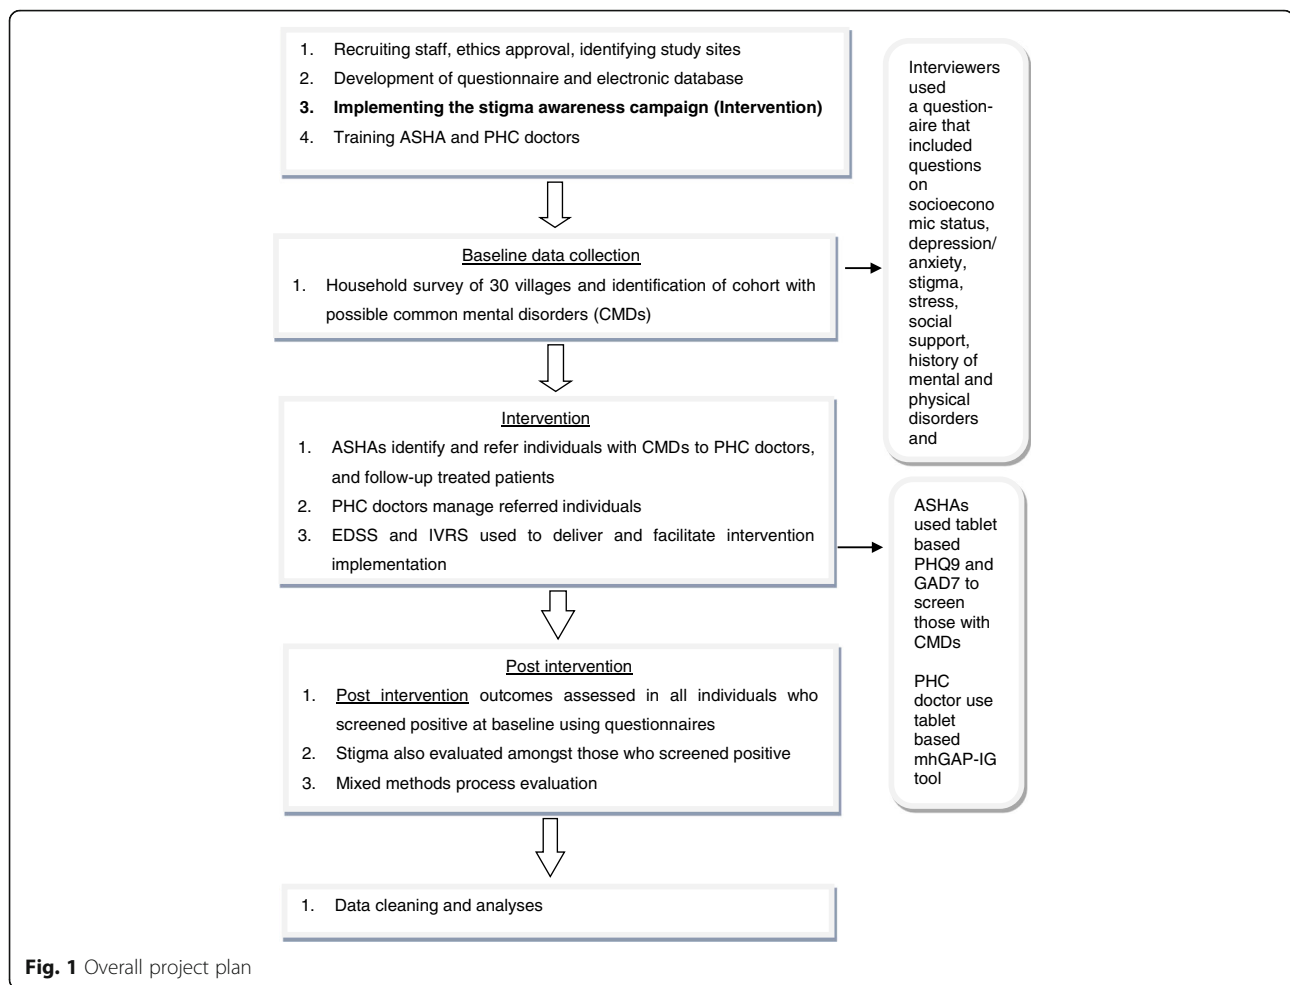 1. Recruiting staff, ethics approval, identifying study sites
2. Development of questionnaire and electronic database
3. Implementing the stigma awareness campaign (Intervention)
4. Training ASHA and PHC doctors
Baseline data collection
1. Household survey of 30 villages and identification of cohort with
possible common mental disorders (CMDs)
Interviewers
used
a question-
aire that
included
questions
on
socioecono
mic status,
depression/
anxiety,
stigma,
stress,
social
support,
history of
mental and
physical
disorders
and
Intervention
1. ASHAs identify and refer individuals with CMDs to PHC doctors,
and follow-up treated patients
2. PHC doctors manage referred individuals
3. EDSS and IVRS used to deliver and facilitate intervention
implementation
ASHAs
used tablet
based
PHQ9 and
GAD7 to
screen
those with
CMDs
PHC
doctor use
tablet
based
mhGAP-IG
tool
Post intervention
1. Post intervention outcomes assessed in all individuals who
screened positive at baseline using questionnaires
2. Stigma also evaluated amongst those who screened positive
3. Mixed methods process evaluation
1. Data cleaning and analyses
Fig. 1 Overall project plan